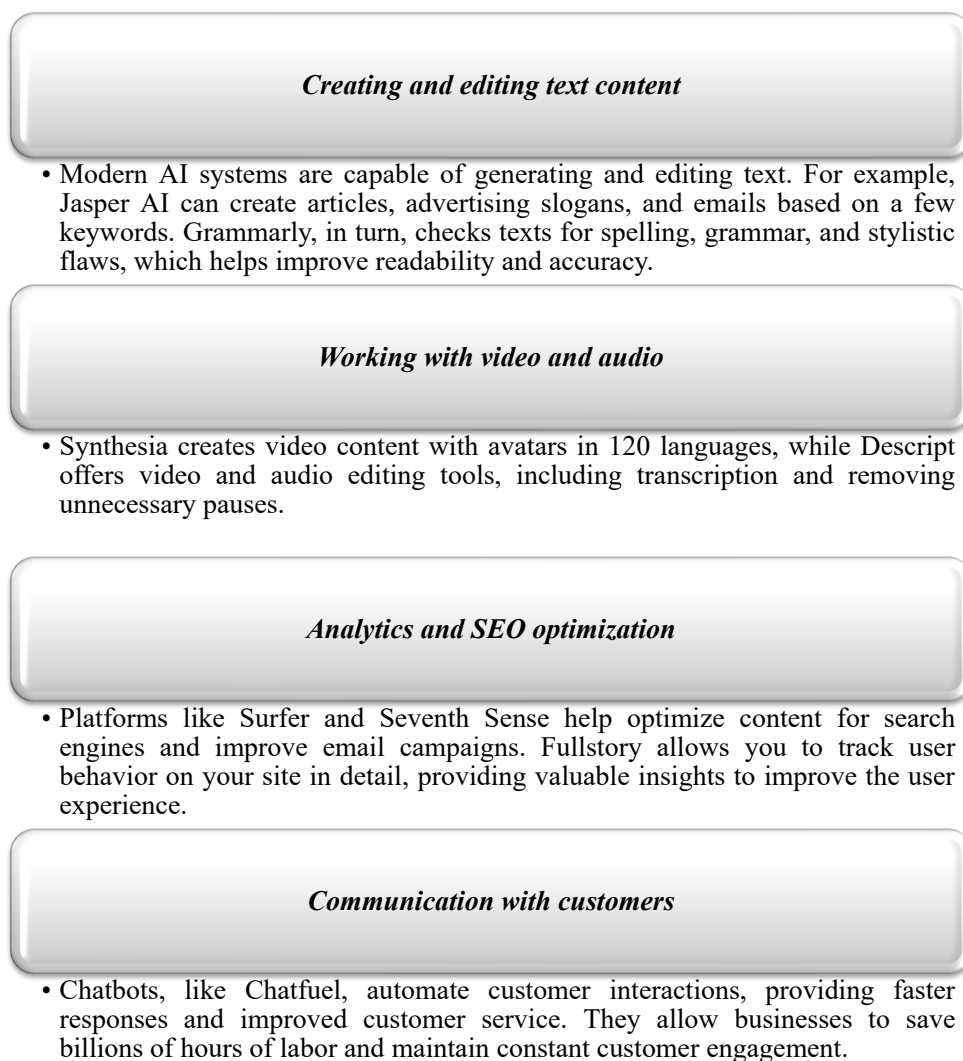 Creating and editing text content
• Modern AI systems are capable of generating and editing text. For example,
Jasper AI can create articles, advertising slogans, and emails based on a few
keywords. Grammarly, in turn, checks texts for spelling, grammar, and stylistic
flaws, which helps improve readability and accuracy.
Working with video and audio
• Synthesia creates video content with avatars in 120 languages, while Descript
offers video and audio editing tools, including transcription and removing
unnecessary pauses.
Analytics and SEO optimization
• Platforms like Surfer and Seventh Sense help optimize content for search
engines and improve email campaigns. Fullstory allows you to track user
behavior on your site in detail, providing valuable insights to improve the user
experience.
Communication with customers
• Chatbots, like Chatfuel, automate customer interactions, providing faster
responses and improved customer service. They allow businesses to save
billions of hours of labor and maintain constant customer engagement.